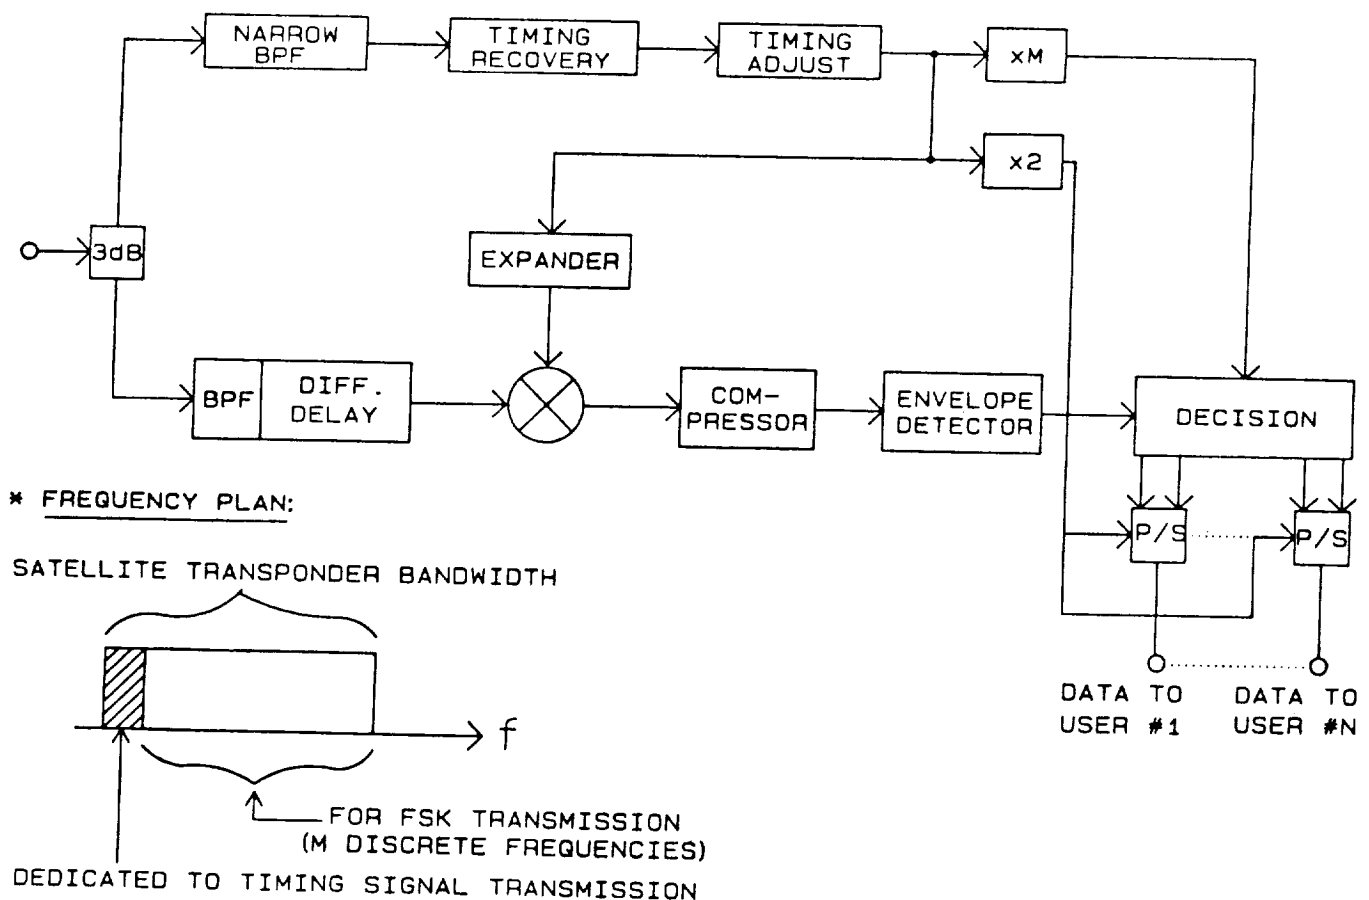 NARROW
BPF
TIMING
RECOVERY
TIMING
ADJUST
xM
x2
3dB
EXPANDER
BPF
DIFF.
DELAY
COM-
PRESSOR
ENVELOPE
DETECTOR
DECISION
P/S
P/S
DATA TO
USER #1
DATA TO
USER #N
* FREQUENCY PLAN:
SATELLITE TRANSPONDER BANDWIDTH
f
FOR FSK TRANSMISSION
(M DISCRETE FREQUENCIES)
DEDICATED TO TIMING SIGNAL TRANSMISSION